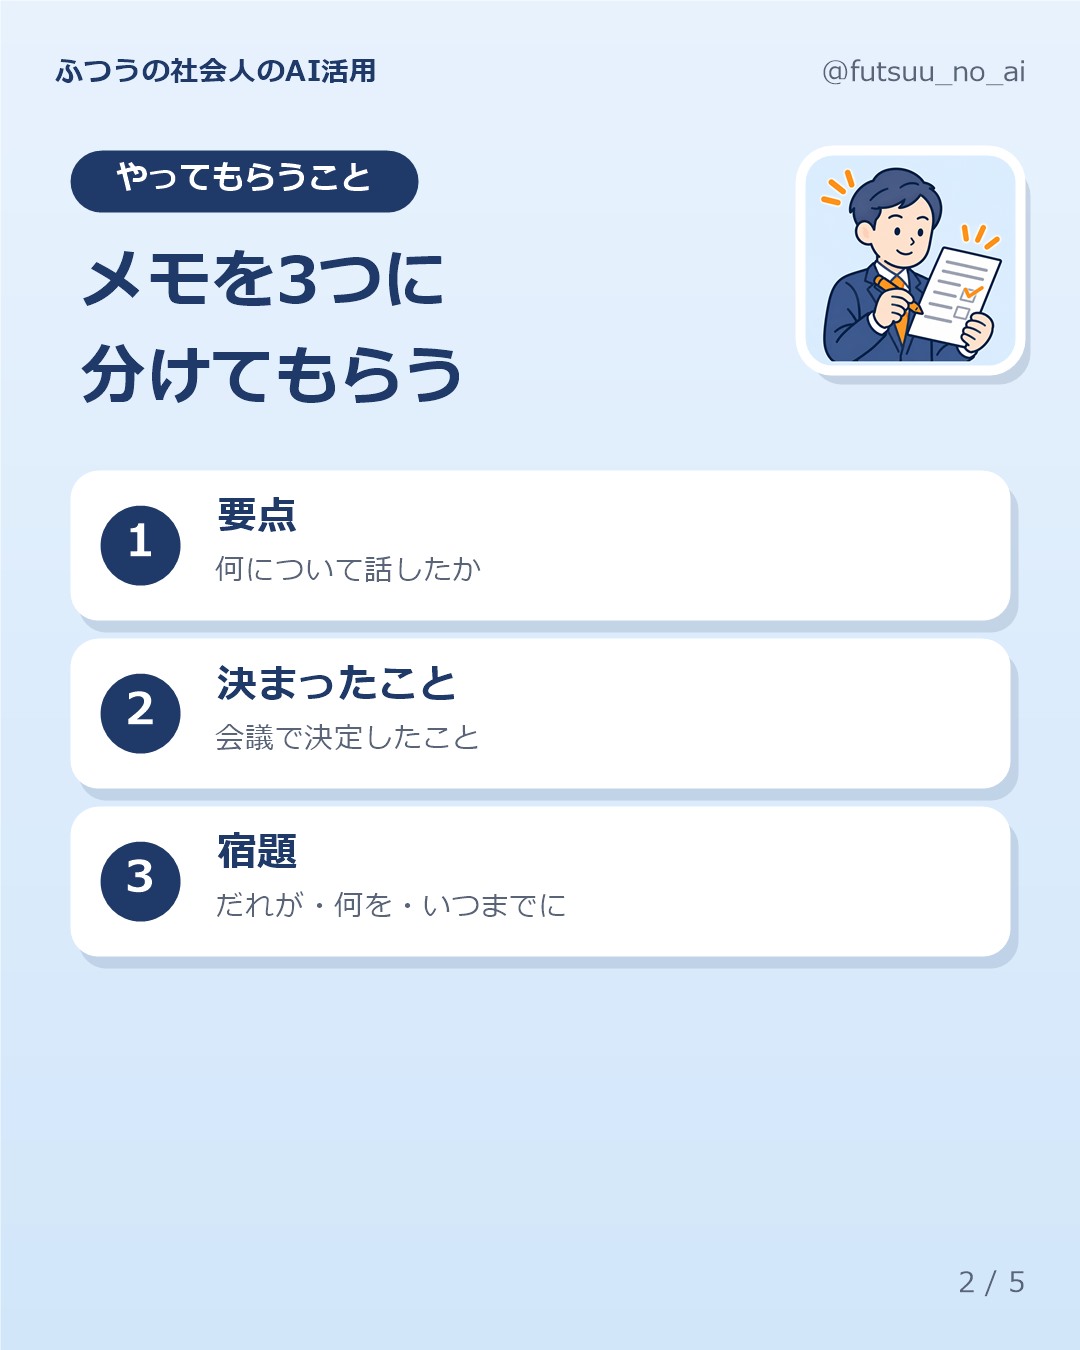 ふつうの社会人のAI活用
@futsuu_no_ai
やってもらうこと
メモを3つに
分けてもらう
1
要点
何について話したか
2
決まったこと
会議で決定したこと
3
宿題
だれが・何を・いつまでに
2 / 5